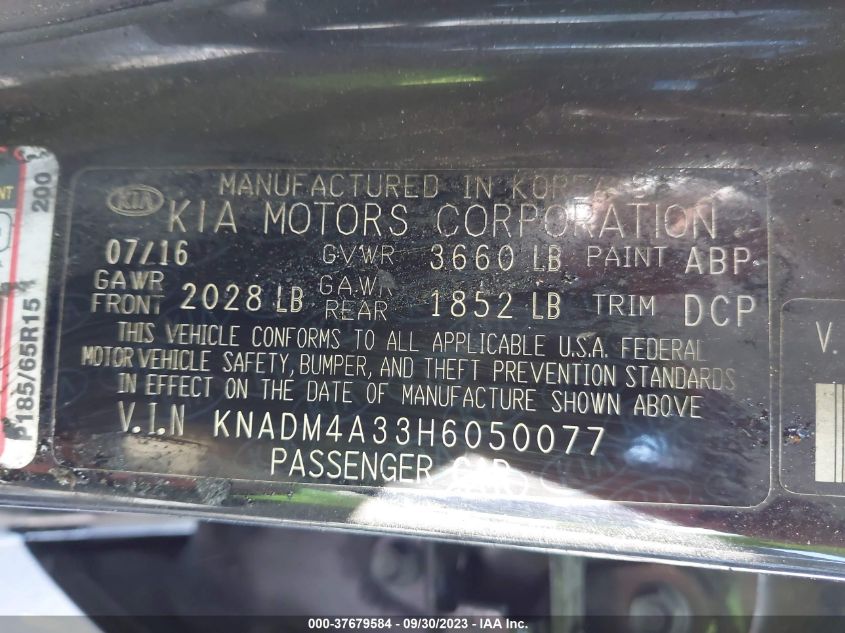 MANUFACTURED IN KOREA
KIA KIA MOTORS CORPORATION
07/16 GVWR 3660 LB PAINT ABP
GAWR FRONT 2028 LB GAWR REAR 1852 LB TRIM DCP
THIS VEHICLE CONFORMS TO ALL APPLICABLE U.S.A. FEDERAL
MOTOR VEHICLE SAFETY, BUMPER, AND THEFT PREVENTION STANDARDS
IN EFFECT ON THE DATE OF MANUFACTURE SHOWN ABOVE
V.I.N KNADM4A33H6050077
PASSENGER CAR
P185/65R15
200
V.
000-37679584 - 09/30/2023 - IAA Inc.